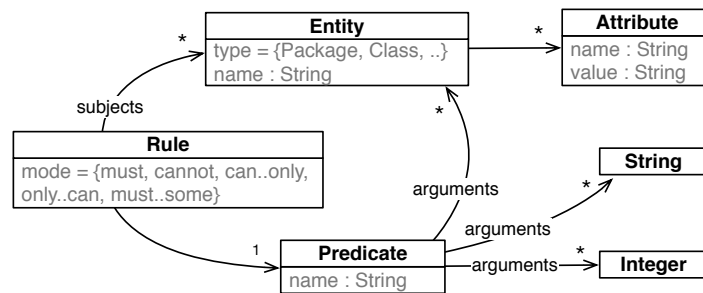 Entity
type = {Package, Class, ..}
name : String
Attribute
name : String
value : String
*
*
subjects
*
Rule
mode = {must, cannot, can..only,
only..can, must..some}
String
arguments
*
arguments
1
Predicate
name : String
*
arguments
Integer